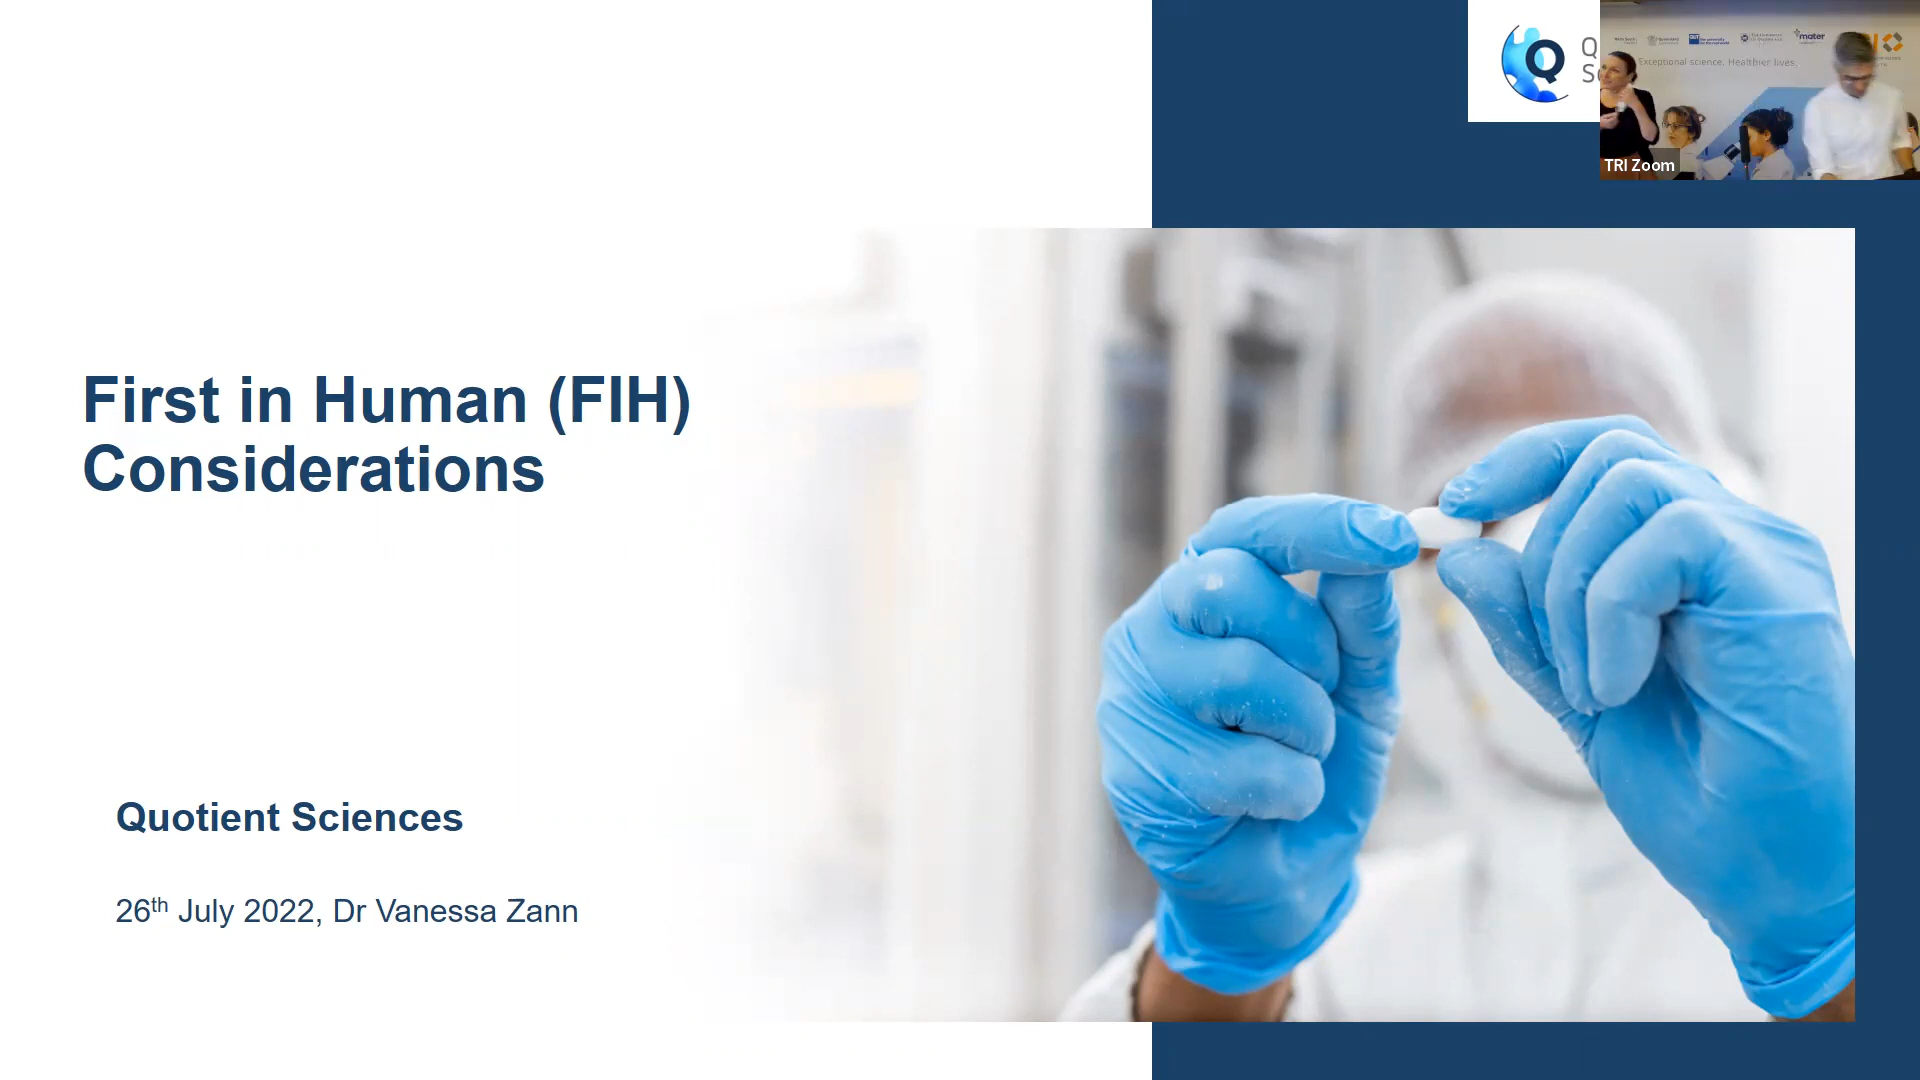 First in Human (FIH)
Considerations
Quotient Sciences
26th July 2022, Dr Vanessa Zann
Q
Q
S
mater
Exceptional science. Healthier lives.
TRI Zoom